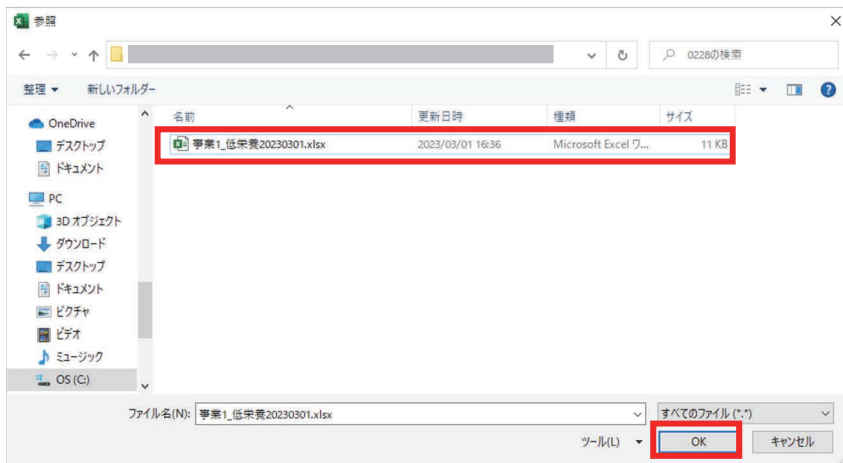 参照
0228の検索
整理 新しいフォルダー
名前 更新日時 種類 サイズ
OneDrive
事業1_低栄養20230301.xlsx 2023/03/01 16:36 Microsoft Excel ワ... 11 KB
デスクトップ
ドキュメント
PC
3D オブジェクト
ダウンロード
デスクトップ
ドキュメント
ピクチャ
ビデオ
ミュージック
OS (C:)
ファイル名(N): 事業1_低栄養20230301.xlsx すべてのファイル (*.*)
ツール(L) OK キャンセル